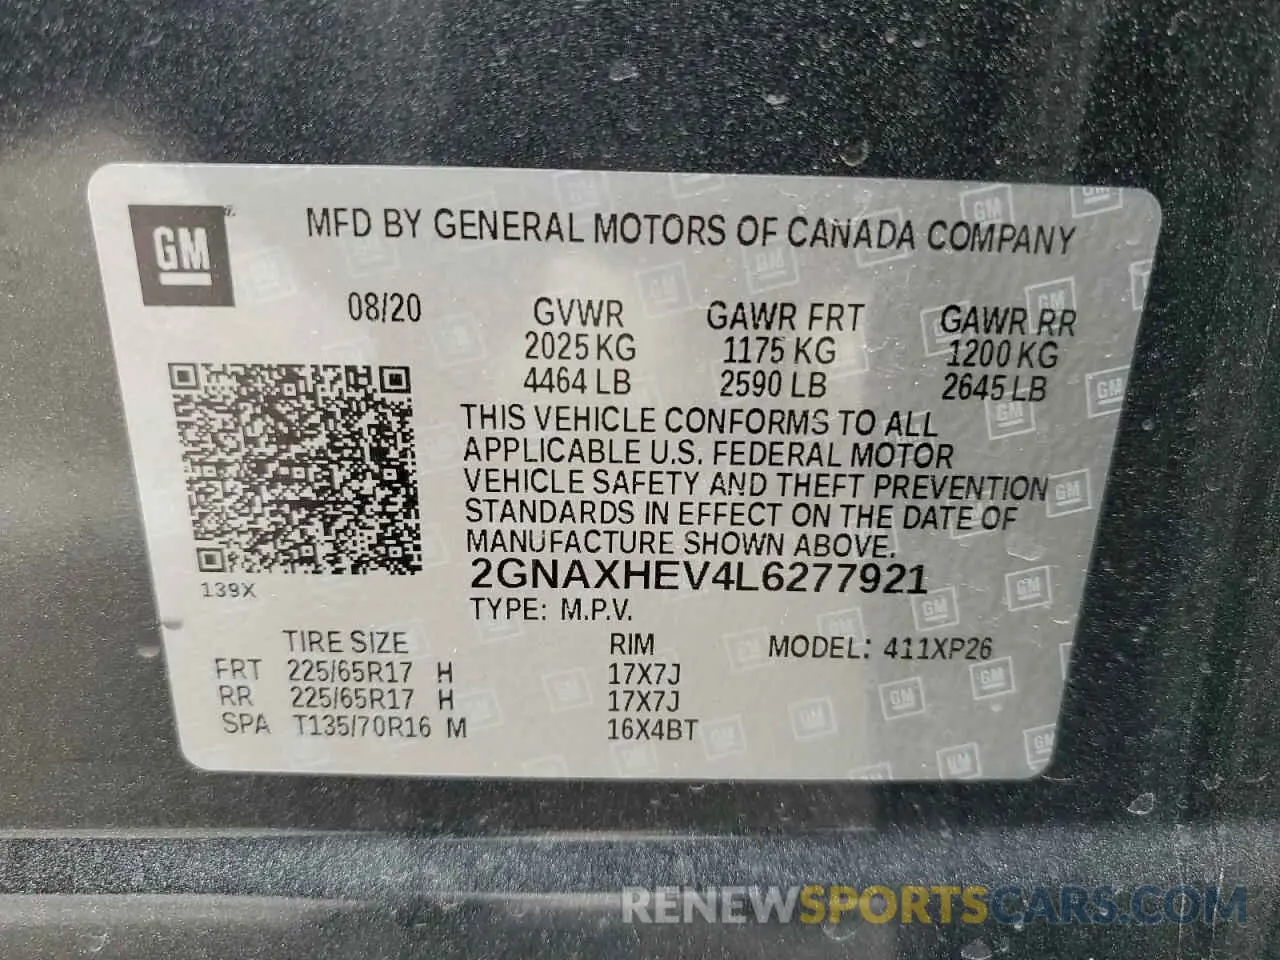 GM
MFD BY GENERAL MOTORS OF CANADA COMPANY
08/20
GVWR GAWR FRT GAWR RR
2025 KG 1175 KG 1200 KG
4464 LB 2590 LB 2645 LB
THIS VEHICLE CONFORMS TO ALL
APPLICABLE U.S. FEDERAL MOTOR
VEHICLE SAFETY AND THEFT PREVENTION
STANDARDS IN EFFECT ON THE DATE OF
MANUFACTURE SHOWN ABOVE.
2GNAXHEV4L6277921
139X
TYPE: M.P.V.
TIRE SIZE RIM MODEL: 411XP26
FRT 225/65R17 H 17X7J
RR 225/65R17 H 17X7J
SPA T135/70R16 M 16X4BT
RENEWSPORTSCARS.COM